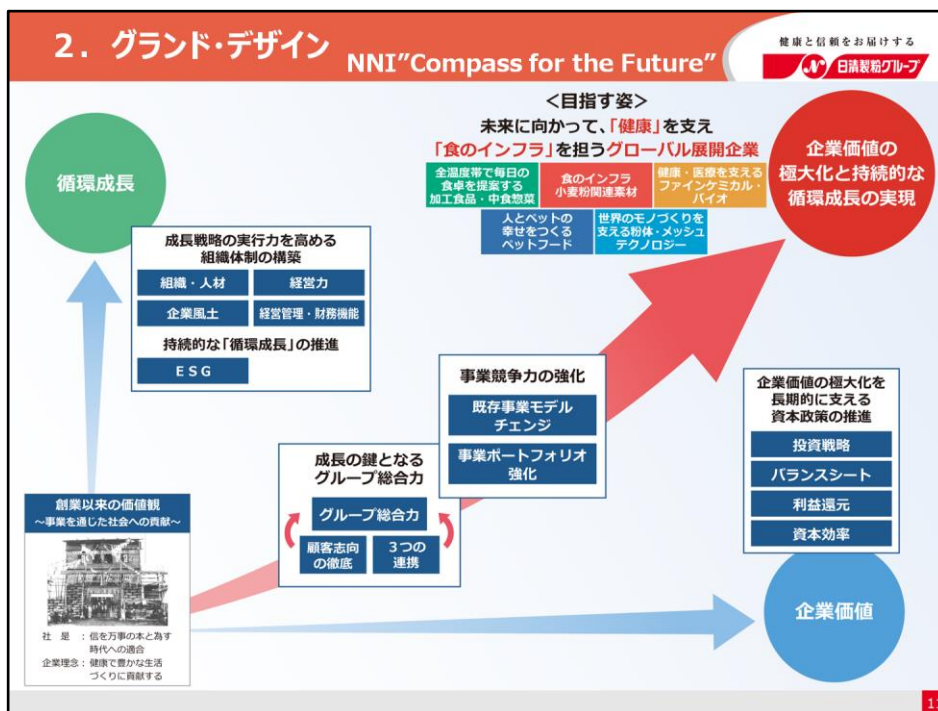 2．グランド・デザイン
NNI"Compass for the Future"
健康と信頼をお届けする
日清製粉グループ
循環成長
＜目指す姿＞
未来に向かって、「健康」を支え
「食のインフラ」を担うグローバル展開企業
全温度帯で毎日の
食卓を提案する
加工食品・中食惣菜
食のインフラ
小麦粉関連素材
健康・医療を支える
ファインケミカル・
バイオ
人とペットの
幸せをつくる
ペットフード
世界のモノづくりを
支える粉体・メッシュ
テクノロジー
企業価値の
極大化と持続的な
循環成長の実現
成長戦略の実行力を高める
組織体制の構築
組織・人材
経営力
企業風土
経営管理・財務機能
持続的な「循環成長」の推進
ＥＳＧ
事業競争力の強化
既存事業モデル
チェンジ
事業ポートフォリオ
強化
成長の鍵となる
グループ総合力
グループ総合力
顧客志向
の徹底
３つの
連携
企業価値の極大化を
長期的に支える
資本政策の推進
投資戦略
バランスシート
利益還元
資本効率
企業価値
創業以来の価値観
～事業を通じた社会への貢献～
社　是　：信を万事の本と為す
時代への適合
企業理念：健康で豊かな生活
づくりに貢献する